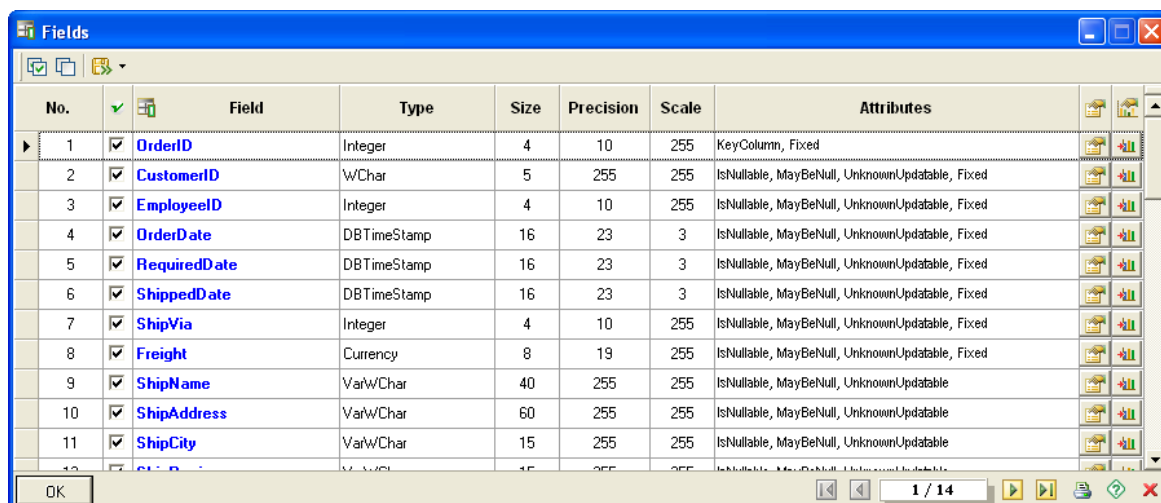 Fields
No. Field Type Size Precision Scale Attributes
1 OrderID Integer 4 10 255 KeyColumn, Fixed
2 CustomerID WChar 5 255 255 IsNullable, MayBeNull, UnknownUpdatable, Fixed
3 EmployeeID Integer 4 10 255 IsNullable, MayBeNull, UnknownUpdatable, Fixed
4 OrderDate DBTimeStamp 16 23 3 IsNullable, MayBeNull, UnknownUpdatable, Fixed
5 RequiredDate DBTimeStamp 16 23 3 IsNullable, MayBeNull, UnknownUpdatable, Fixed
6 ShippedDate DBTimeStamp 16 23 3 IsNullable, MayBeNull, UnknownUpdatable, Fixed
7 ShipVia Integer 4 10 255 IsNullable, MayBeNull, UnknownUpdatable, Fixed
8 Freight Currency 8 19 255 IsNullable, MayBeNull, UnknownUpdatable, Fixed
9 ShipName VarWChar 40 255 255 IsNullable, MayBeNull, UnknownUpdatable
10 ShipAddress VarWChar 60 255 255 IsNullable, MayBeNull, UnknownUpdatable
11 ShipCity VarWChar 15 255 255 IsNullable, MayBeNull, UnknownUpdatable
OK 1 / 14